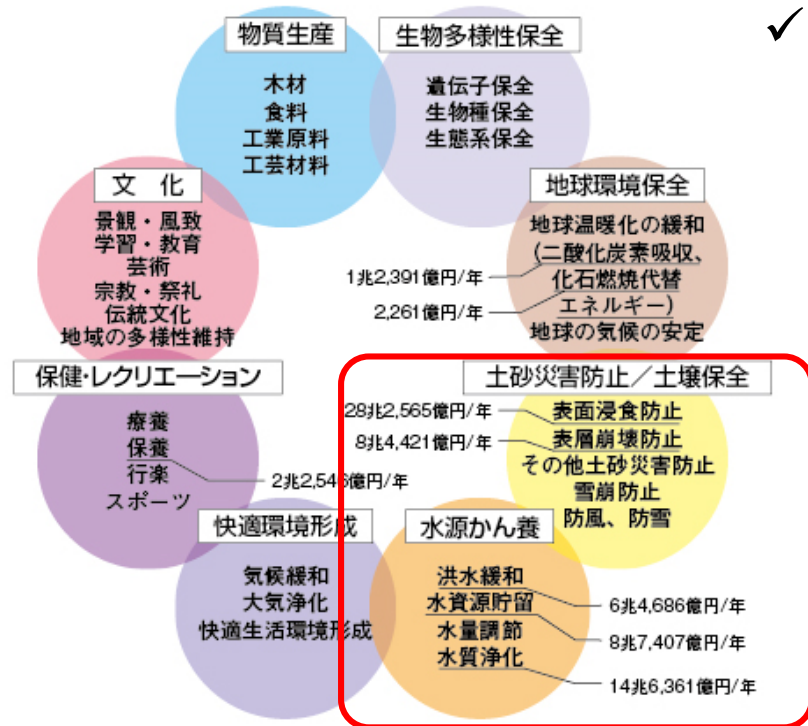 物質生産
木材
食料
工業原料
工芸材料
生物多様性保全
遺伝子保全
生物種保全
生態系保全
✓
文 化
景観・風致
学習・教育
芸術
宗教・祭礼
伝統文化
地域の多様性維持
地球環境保全
地球温暖化の緩和
(二酸化炭素吸収、
化石燃焼代替
エネルギー)
地球の気候の安定
1兆2,391億円/年
2,261億円/年
保健・レクリエーション
療養
保養
行楽
スポーツ
2兆2,546億円/年
土砂災害防止/土壌保全
28兆2,565億円/年
8兆4,421億円/年
表面浸食防止
表層崩壊防止
その他土砂災害防止
雪崩防止
防風、防雪
快適環境形成
気候緩和
大気浄化
快適生活環境形成
水源かん養
洪水緩和
水資源貯留
水量調節
水質浄化
6兆4,686億円/年
8兆7,407億円/年
14兆6,361億円/年